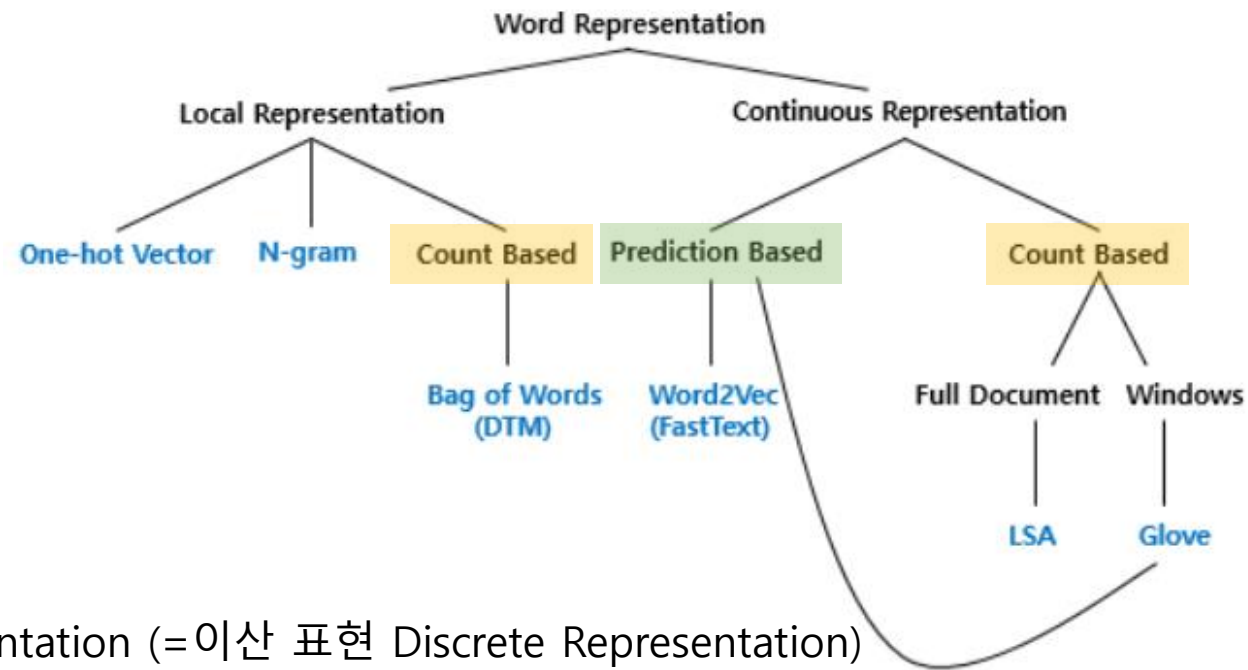 Word Representation
Local Representation
Continuous Representation
One-hot Vector
N-gram
Count Based
Prediction Based
Count Based
Bag of Words
(DTM)
Word2Vec
(FastText)
Full Document
Windows
LSA
Glove
ntation (=이산 표현 Discrete Representation)